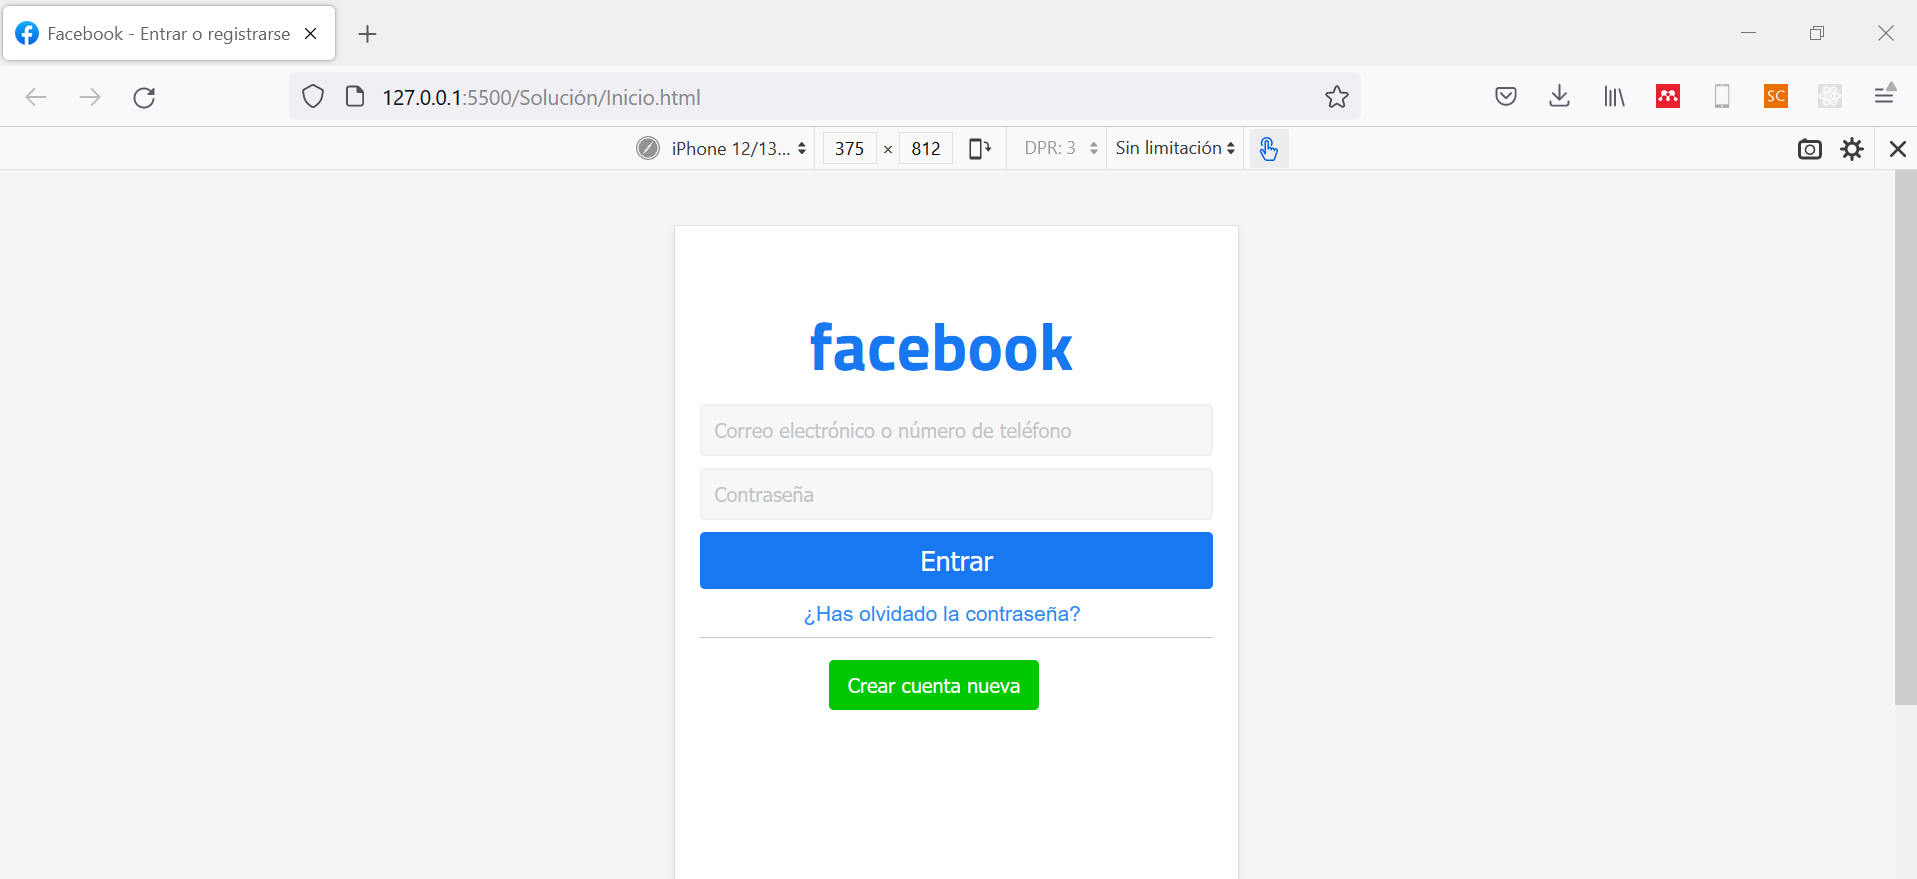 Facebook - Entrar o registrarse
127.0.0.1:5500/Solución/Inicio.html
SC
iPhone 12/13... 375 × 812 DPR: 3 Sin limitación
facebook
Correo electrónico o número de teléfono
Contraseña
Entrar
¿Has olvidado la contraseña?
Crear cuenta nueva